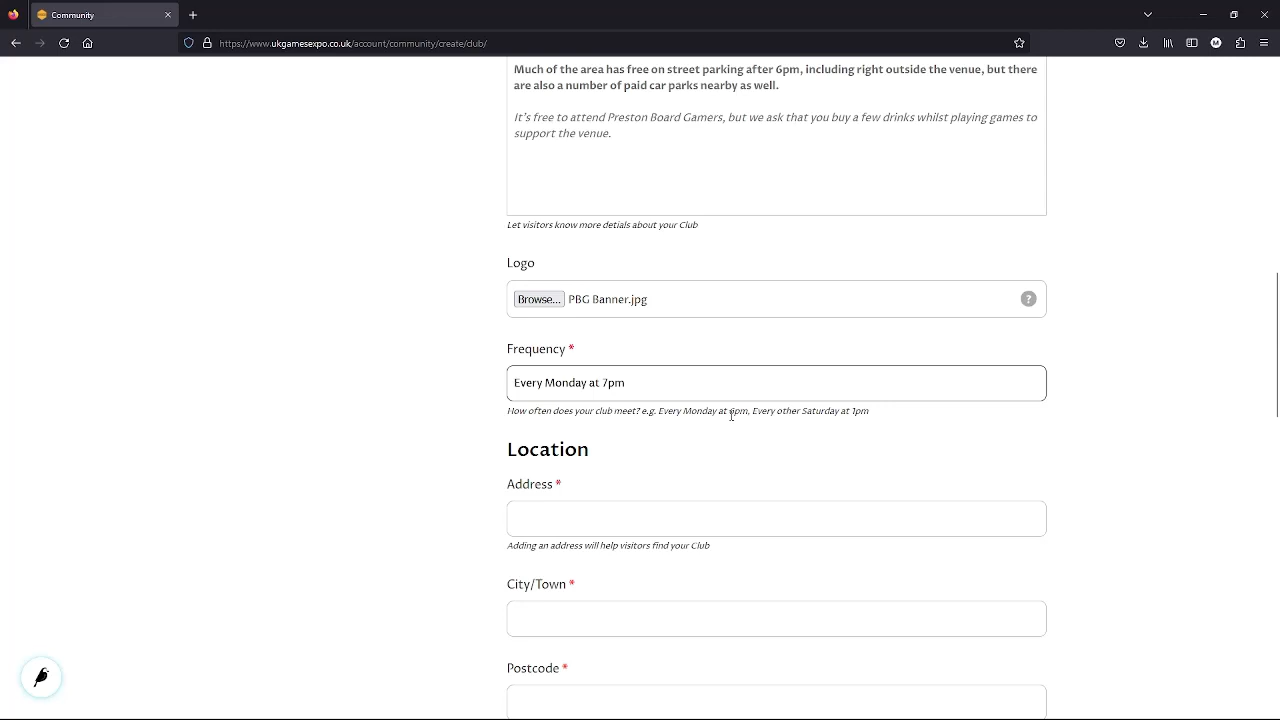 Community
https://www.ukgamesexpo.co.uk/account/community/create/club/
M
Much of the area has free on street parking after 6pm, including right outside the venue, but there
are also a number of paid car parks nearby as well.
It's free to attend Preston Board Gamers, but we ask that you buy a few drinks whilst playing games to
support the venue.
Let visitors know more detials about your Club
Logo
Browse... PBG Banner.jpg
?
Frequency *
Every Monday at 7pm
How often does your club meet? e.g. Every Monday at 6pm, Every other Saturday at 1pm
Location
Address *
Adding an address will help visitors find your Club
City/Town *
Postcode *